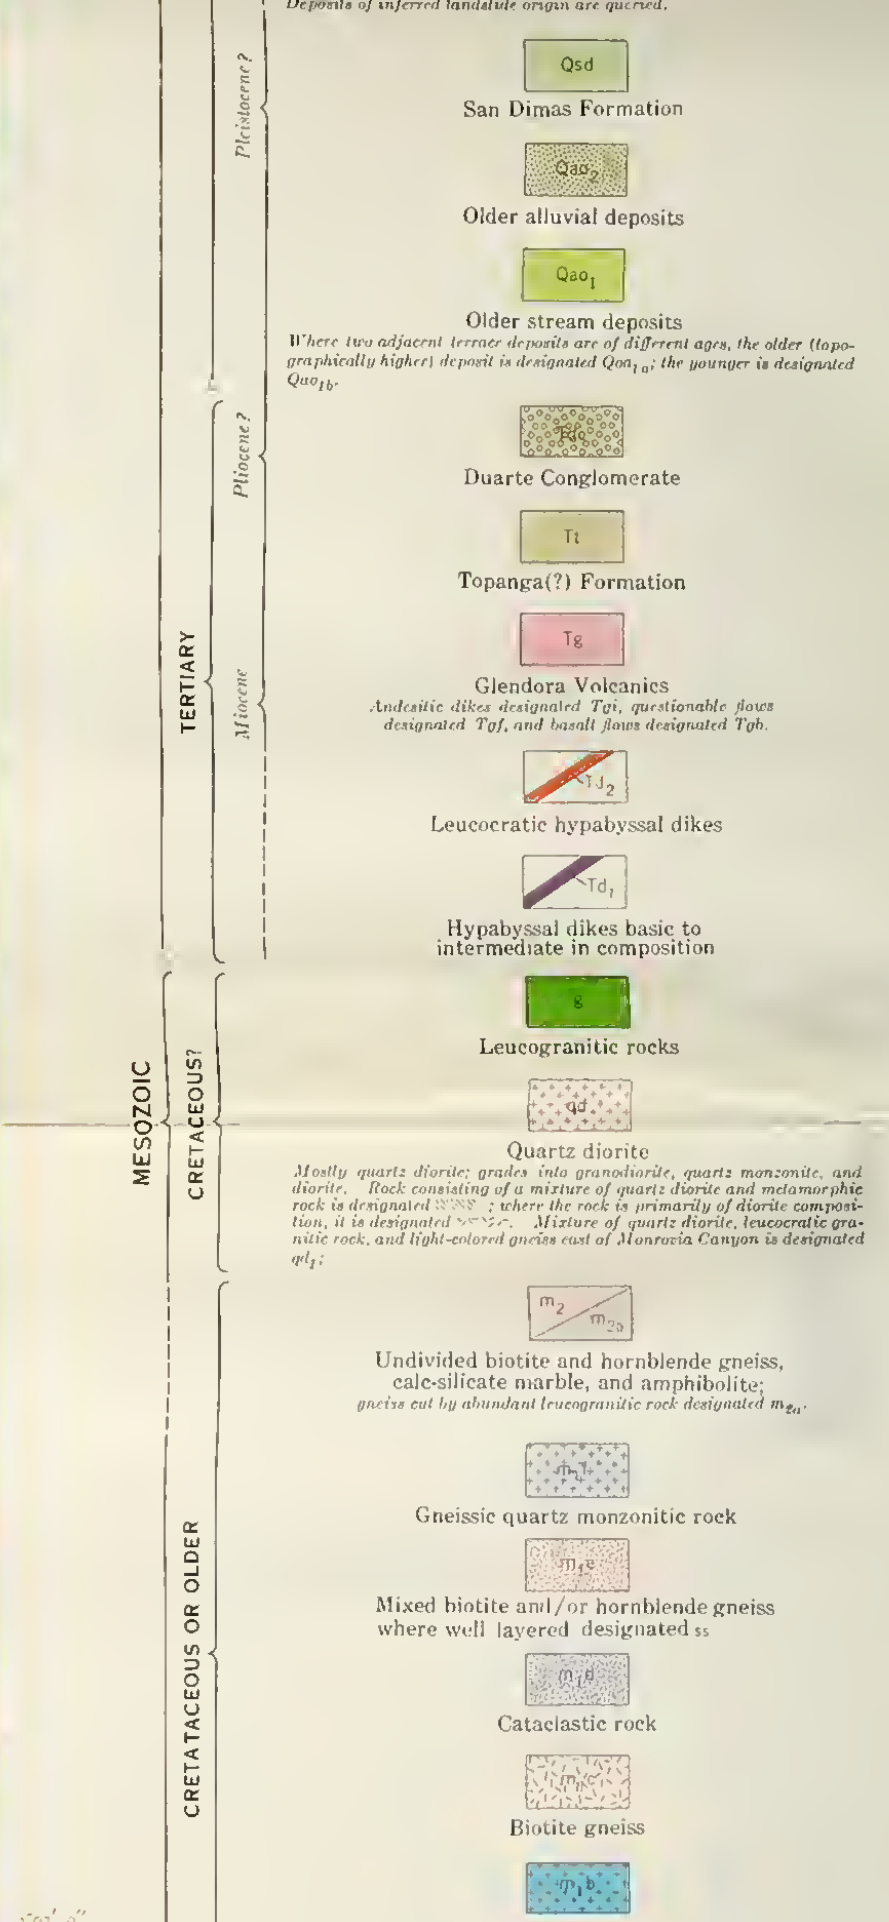 Deposits of inferred landslide origin are queried.
Pleistocene?
Qsd
San Dimas Formation
Qao2
Older alluvial deposits
Qao1
Older stream deposits
Where two adjacent terrace deposits are of different ages, the older (topo-
graphically higher) deposit is designated Qoa1a; the younger is designated
Qao1b.
Pliocene?
Duarte Conglomerate
Tt
Topanga(?) Formation
TERTIARY
Miocene
Tg
Glendora Volcanics
Andesitic dikes designated Tgi, questionable flows
designated Tgf, and basalt flows designated Tgb.
Td2
Leucocratic hypabyssal dikes
Td1
Hypabyssal dikes basic to
intermediate in composition
MESOZOIC
CRETACEOUS?
g
Leucogranitic rocks
qd
Quartz diorite
Mostly quartz diorite; grades into granodiorite, quartz monzonite, and
diorite. Rock consisting of a mixture of quartz diorite and metamorphic
rock is designated ; where the rock is primarily of diorite composi-
tion, it is designated . Mixture of quartz diorite, leucocratic gra-
nitic rock, and light-colored gneiss east of Monrovia Canyon is designated
qd1;
CRETATACEOUS OR OLDER
m2
m2a
Undivided biotite and hornblende gneiss,
calc-silicate marble, and amphibolite;
gneiss cut by abundant leucogranitic rock designated m2a.
m1f
Gneissic quartz monzonitic rock
m1e
Mixed biotite and/or hornblende gneiss
where well layered designated ss
m1d
Cataclastic rock
m1c
Biotite gneiss
m1b